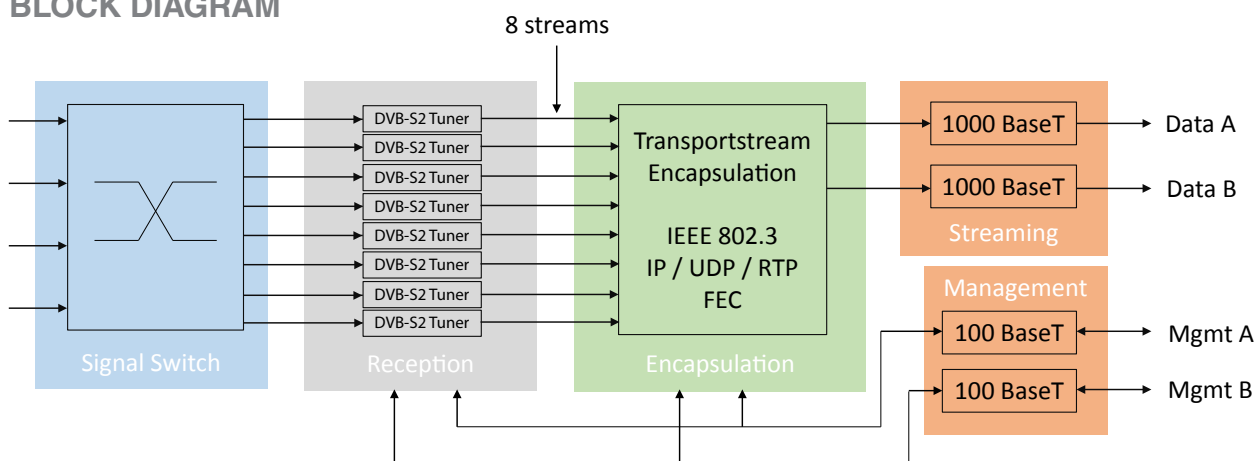 BLOCK DIAGRAM
8 streams
DVB-S2 Tuner
DVB-S2 Tuner
DVB-S2 Tuner
DVB-S2 Tuner
DVB-S2 Tuner
DVB-S2 Tuner
DVB-S2 Tuner
DVB-S2 Tuner
Signal Switch
Reception
Transportstream
Encapsulation
IEEE 802.3
IP / UDP / RTP
FEC
Encapsulation
1000 BaseT
Data A
1000 BaseT
Data B
Streaming
Management
100 BaseT
Mgmt A
100 BaseT
Mgmt B